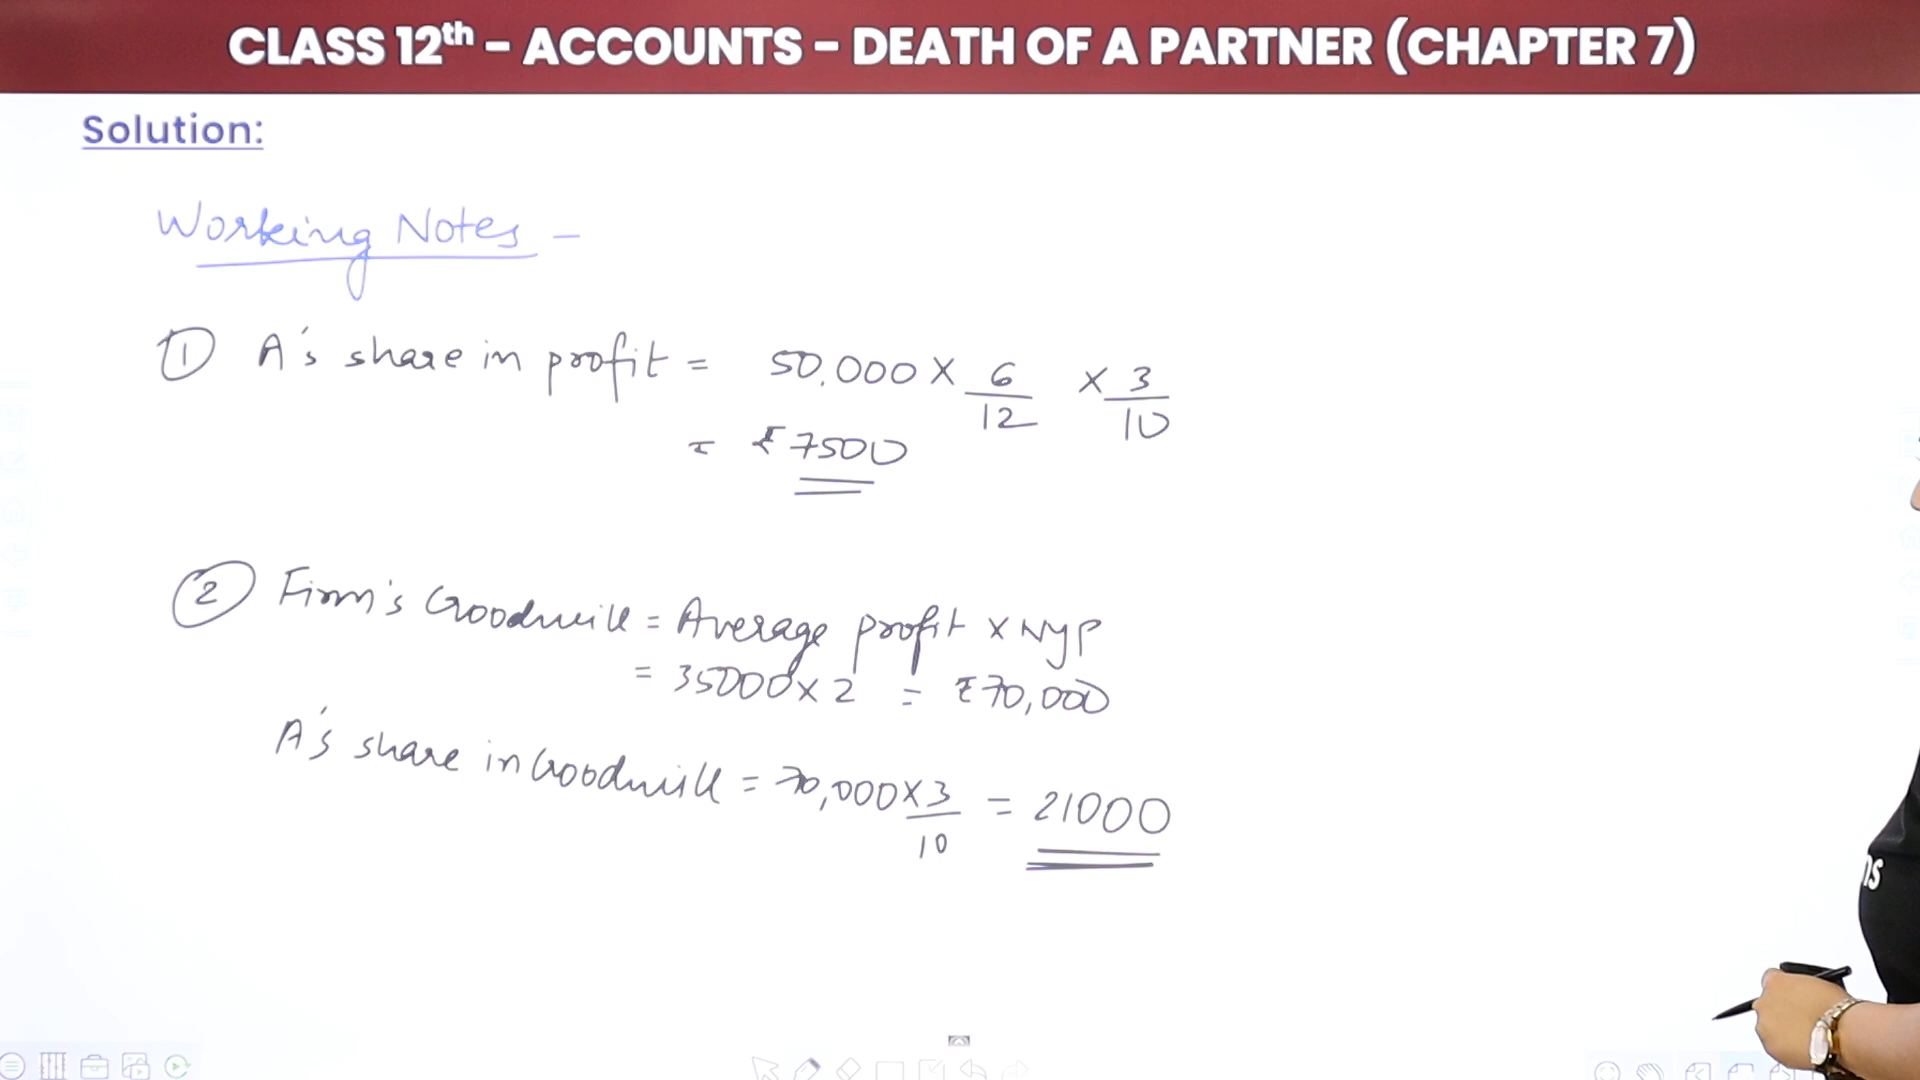 CLASS 12th – ACCOUNTS – DEATH OF A PARTNER (CHAPTER 7)
Solution:
Working Notes –
① A's share in profit = 50,000 × 6/12 × 3/10
= ₹7500
② Firm's Goodwill = Average profit × NYP
= 35000 × 2 = ₹70,000
A's share in Goodwill = 70,000 × 3/10 = 21000
ns